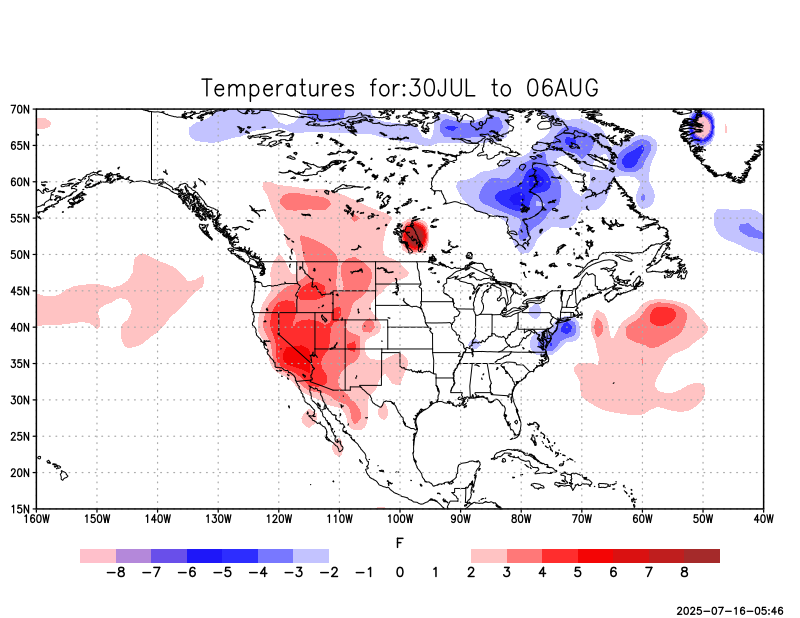 Temperatures for:30JUL to 06AUG
70N
65N
60N
55N
50N
45N
40N
35N
30N
25N
20N
15N
160W 150W 140W 130W 120W 110W 100W 90W 80W 70W 60W 50W 40W
F
−8 −7 −6 −5 −4 −3 −2 −1 0 1 2 3 4 5 6 7 8
2025-07-16-05:46